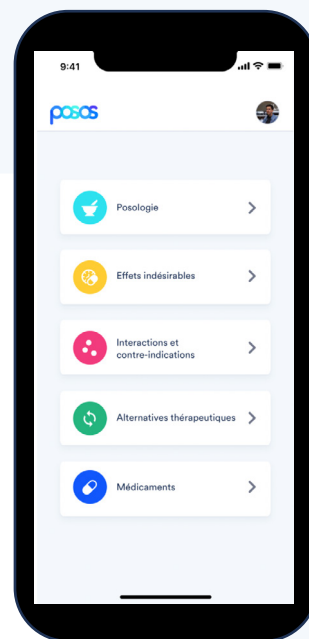 9:41
posos
Posologie
Effets indésirables
Interactions et
contre-indications
Alternatives thérapeutiques
Médicaments